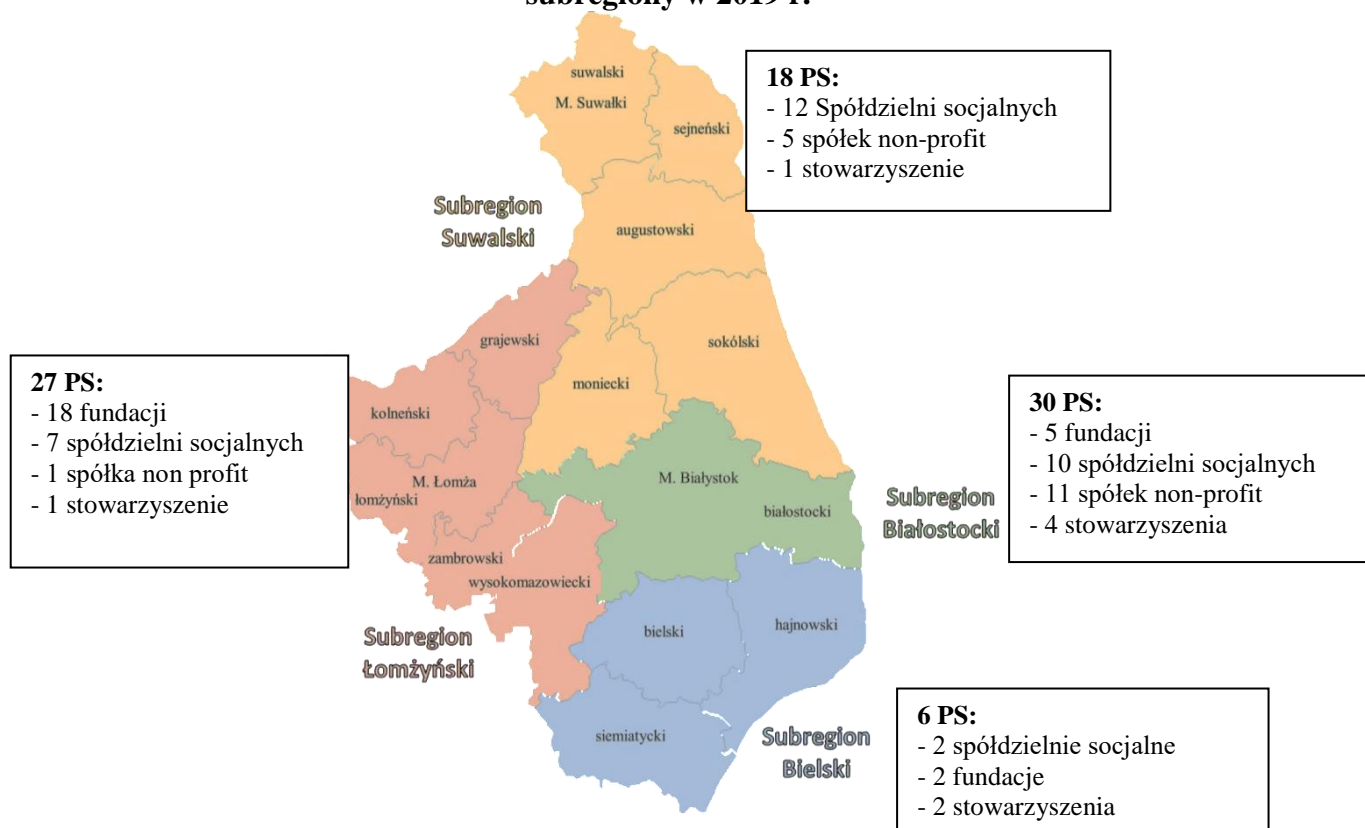 subregiony w 2019 r.
suwalski
M. Suwałki
sejneński
18 PS:
- 12 Spółdzielni socjalnych
- 5 spółek non-profit
- 1 stowarzyszenie
Subregion
Suwalski
augustowski
grajewski
sokólski
moniecki
kolneński
M. Łomża
łomżyński
zambrowski
wysokomazowiecki
27 PS:
- 18 fundacji
- 7 spółdzielni socjalnych
- 1 spółka non profit
- 1 stowarzyszenie
M. Białystok
białostocki
Subregion
Białostocki
30 PS:
- 5 fundacji
- 10 spółdzielni socjalnych
- 11 spółek non-profit
- 4 stowarzyszenia
Subregion
Łomżyński
bielski
hajnowski
siemiatycki
Subregion
Bielski
6 PS:
- 2 spółdzielnie socjalne
- 2 fundacje
- 2 stowarzyszenia